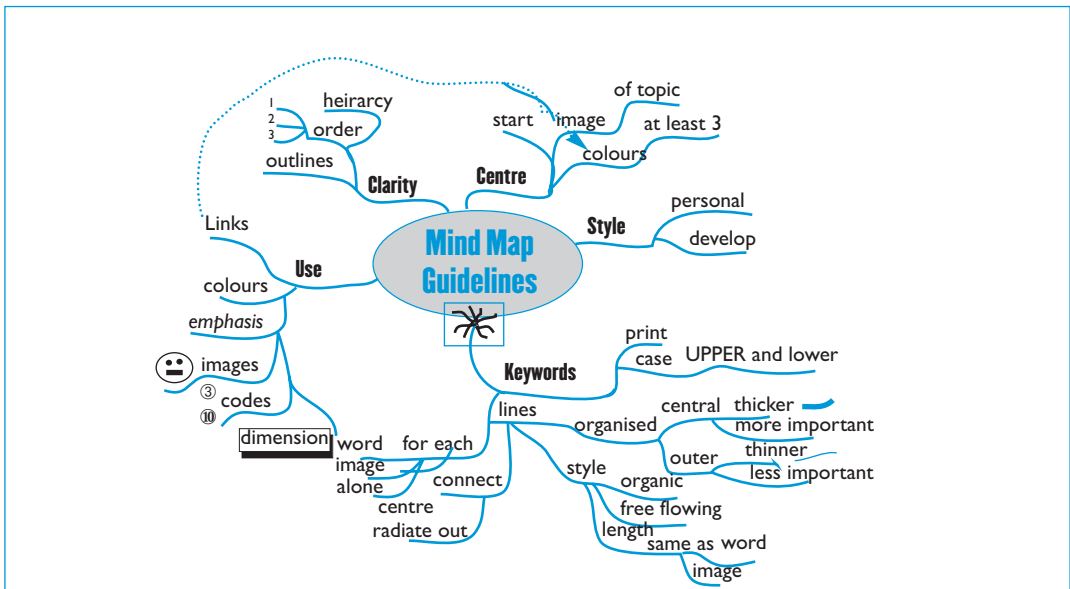 Mind Map
Guidelines
Centre
start
image
of topic
colours
at least 3
Style
personal
develop
Keywords
print
case
UPPER and lower
lines
organised
central
thicker
more important
outer
thinner
less important
style
organic
free flowing
length
same as word
image
connect
centre
radiate out
for each
word
image
alone
Use
Links
colours
emphasis
images
③
codes
⑩
dimension
Clarity
order
heirarcy
1
2
3
outlines